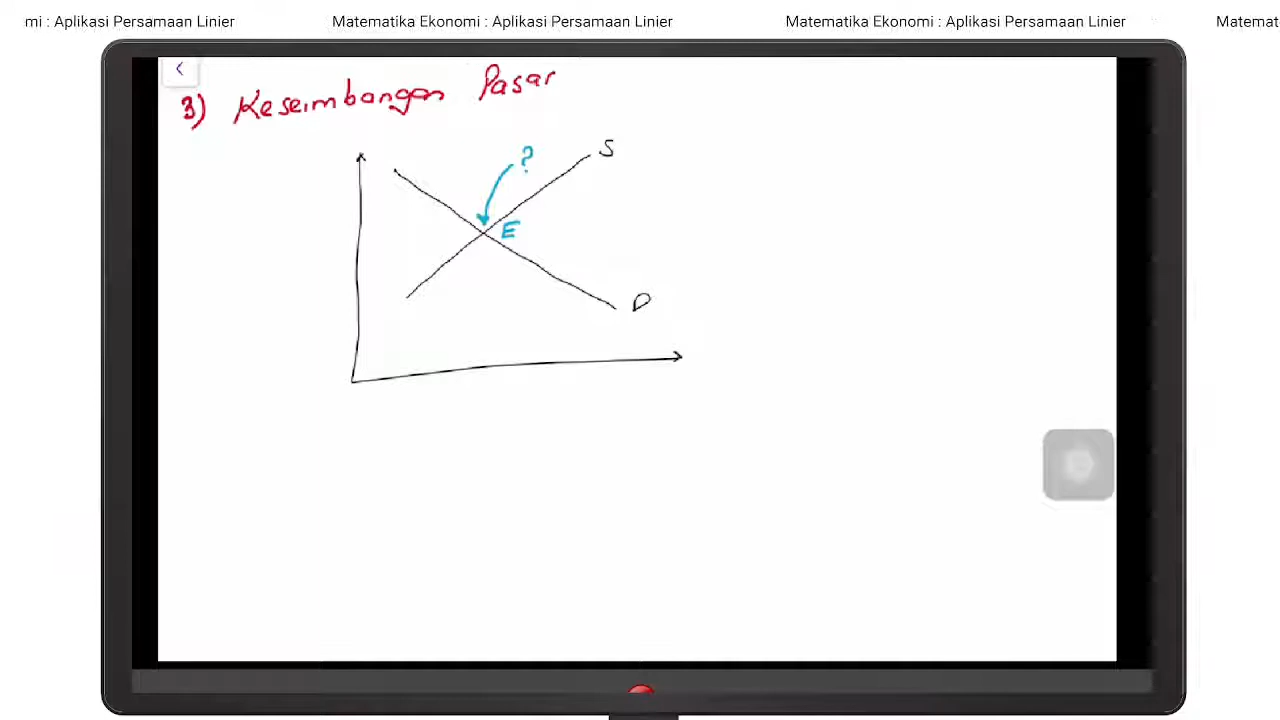 mi : Aplikasi Persamaan Linier Matematika Ekonomi : Aplikasi Persamaan Linier Matematika Ekonomi : Aplikasi Persamaan Linier Matemat
3) Keseimbangan Pasar
S
?
E
D